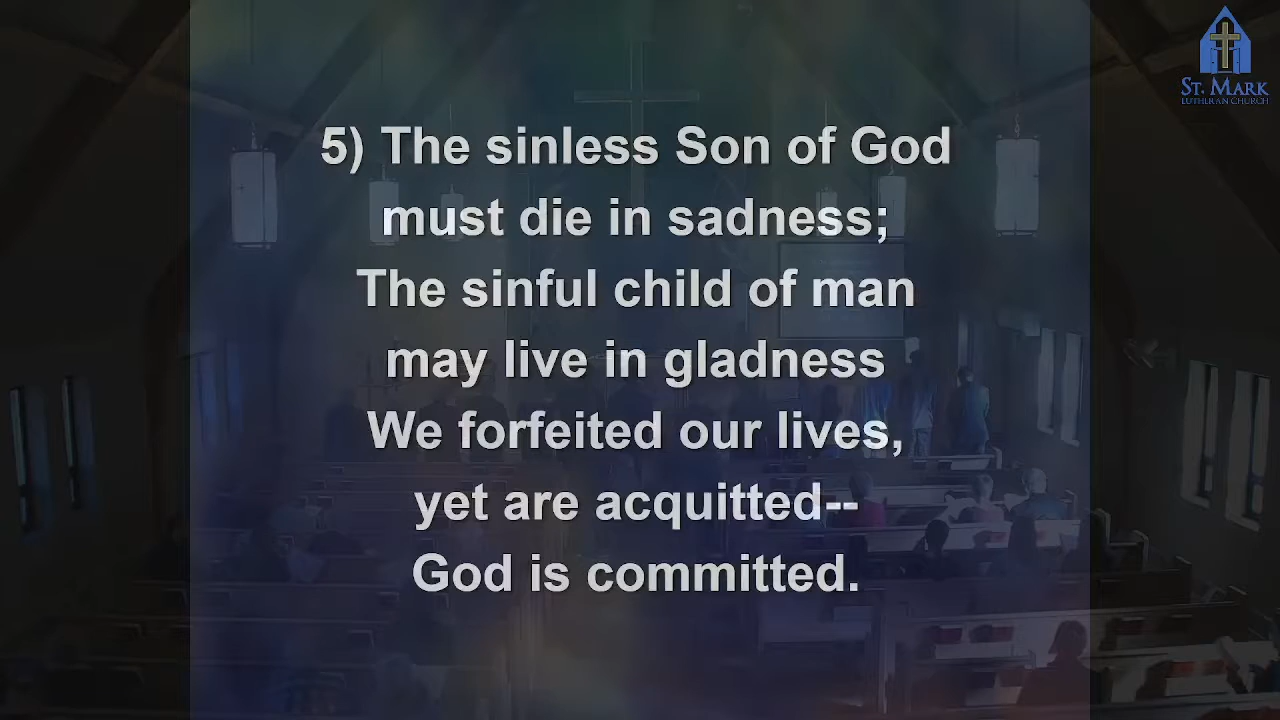 ST. MARK
LUTHERAN CHURCH
5) The sinless Son of God
must die in sadness;
The sinful child of man
may live in gladness
We forfeited our lives,
yet are acquitted--
God is committed.